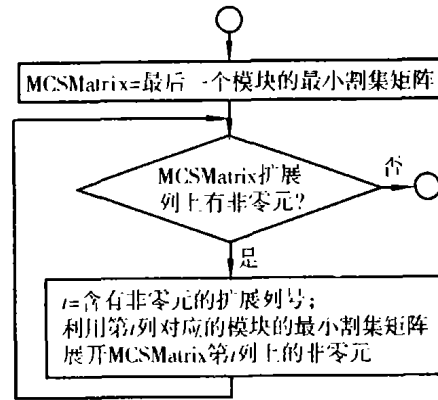 MCSMatrix=最后一个模块的最小割集矩阵
MCSMatrix扩展
列上有非零元?
否
是
i=含有非零元的扩展列号;
利用第i列对应的模块的最小割集矩阵
展开MCSMatrix第i列上的非零元